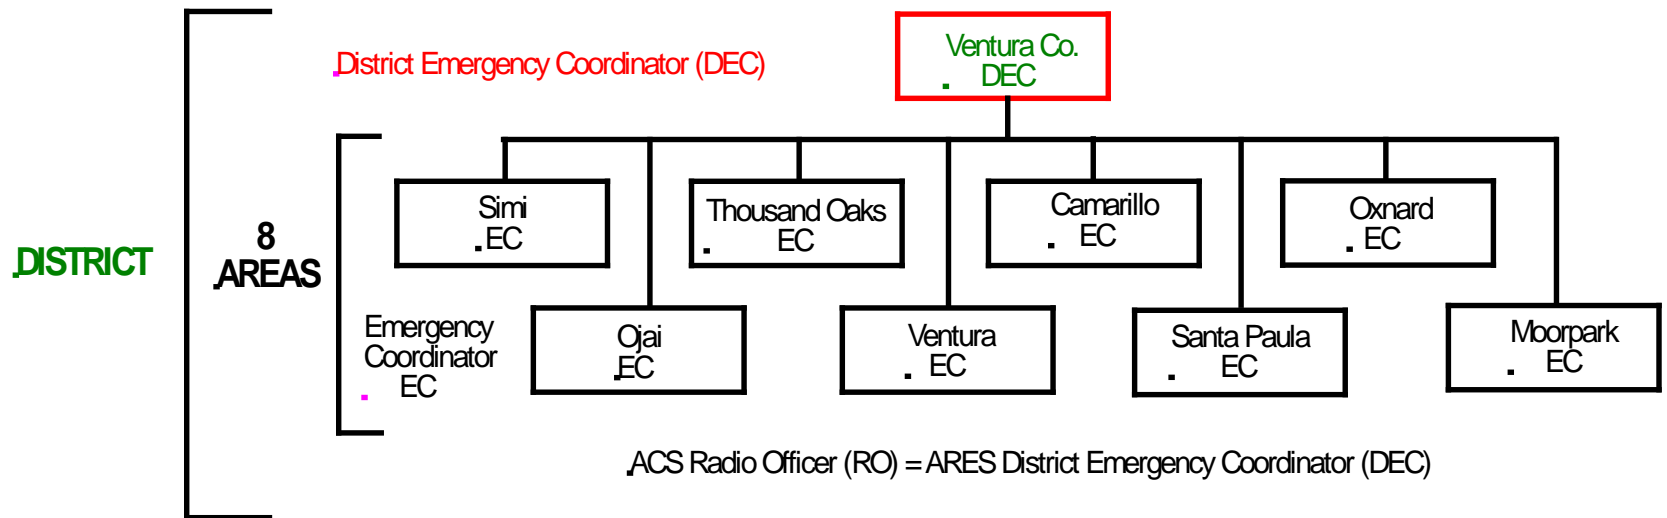 District Emergency Coordinator (DEC)
Ventura Co.
DEC
Simi
EC
Thousand Oaks
EC
Camarillo
EC
Oxnard
EC
DISTRICT
8
AREAS
Emergency
Coordinator
EC
Ojai
EC
Ventura
EC
Santa Paula
EC
Moorpark
EC
ACS Radio Officer (RO) = ARES District Emergency Coordinator (DEC)